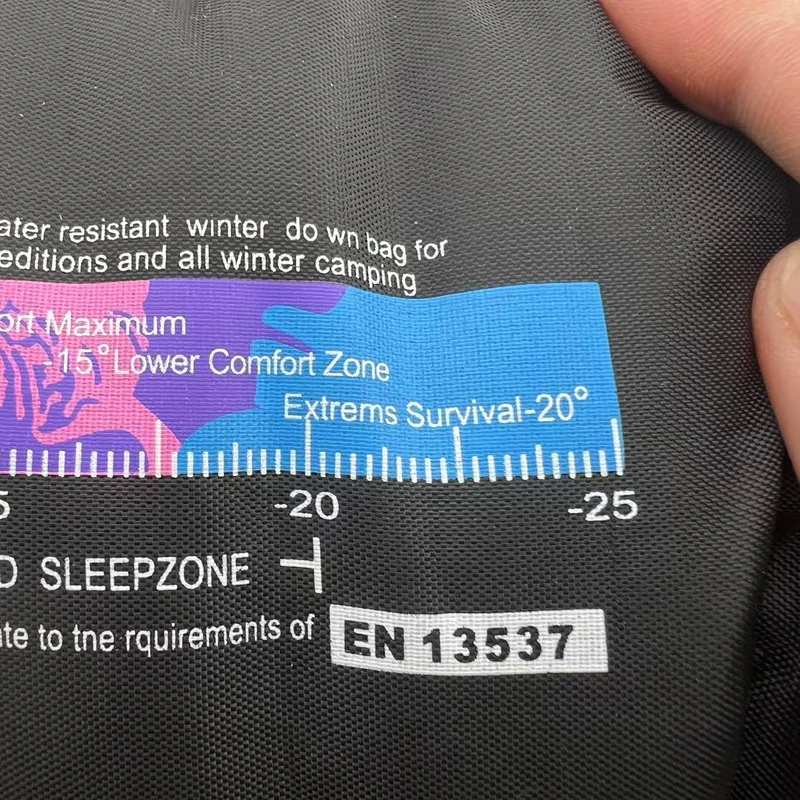 ater resistant winter do wn bag for
editions and all winter camping
ort Maximum
-15° Lower Comfort Zone
Extrems Survival-20°
5 -20 -25
D SLEEPZONE
te to tne rquirements of EN 13537